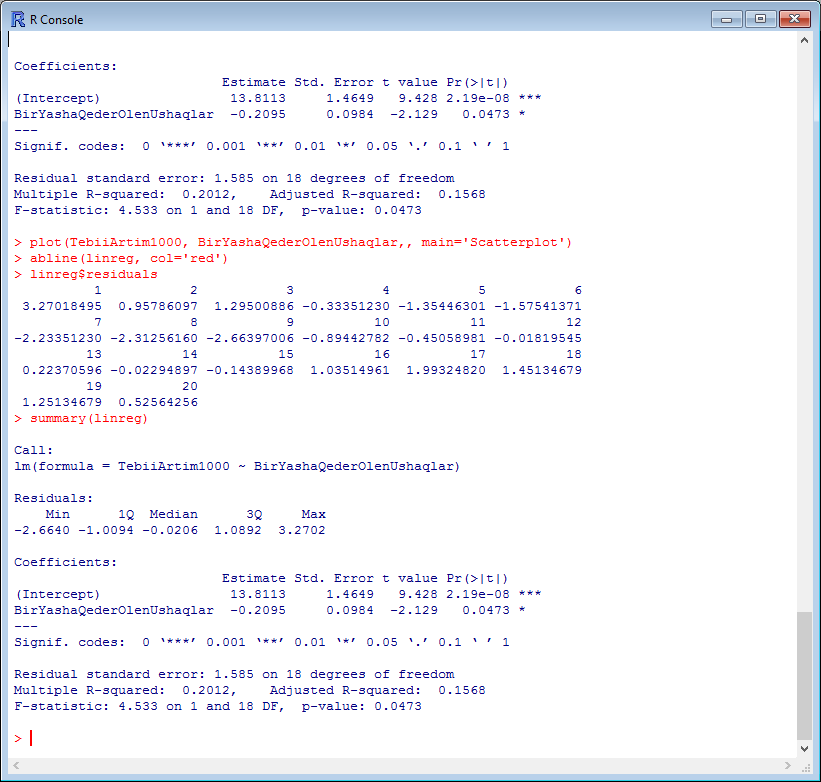 R Console
Coefficients:
                          Estimate Std. Error t value Pr(>|t|)
(Intercept)                13.8113     1.4649   9.428 2.19e-08 ***
BirYashaQederOlenUshaqlar  -0.2095     0.0984  -2.129   0.0473 *
---
Signif. codes:  0 ‘***’ 0.001 ‘**’ 0.01 ‘*’ 0.05 ‘.’ 0.1 ‘ ’ 1
Residual standard error: 1.585 on 18 degrees of freedom
Multiple R-squared:  0.2012,    Adjusted R-squared:  0.1568
F-statistic: 4.533 on 1 and 18 DF,  p-value: 0.0473
> plot(TebiiArtim1000, BirYashaQederOlenUshaqlar,, main='Scatterplot')
> abline(linreg, col='red')
> linreg$residuals
          1           2           3           4           5           6
 3.27018495  0.95786097  1.29500886 -0.33351230 -1.35446301 -1.57541371
          7           8           9          10          11          12
-2.23351230 -2.31256160 -2.66397006 -0.89442782 -0.45058981 -0.01819545
         13          14          15          16          17          18
 0.22370596 -0.02294897 -0.14389968  1.03514961  1.99324820  1.45134679
         19          20
 1.25134679  0.52564256
> summary(linreg)
Call:
lm(formula = TebiiArtim1000 ~ BirYashaQederOlenUshaqlar)
Residuals:
    Min      1Q  Median      3Q     Max
-2.6640 -1.0094 -0.0206  1.0892  3.2702
Coefficients:
                          Estimate Std. Error t value Pr(>|t|)
(Intercept)                13.8113     1.4649   9.428 2.19e-08 ***
BirYashaQederOlenUshaqlar  -0.2095     0.0984  -2.129   0.0473 *
---
Signif. codes:  0 ‘***’ 0.001 ‘**’ 0.01 ‘*’ 0.05 ‘.’ 0.1 ‘ ’ 1
Residual standard error: 1.585 on 18 degrees of freedom
Multiple R-squared:  0.2012,    Adjusted R-squared:  0.1568
F-statistic: 4.533 on 1 and 18 DF,  p-value: 0.0473
>